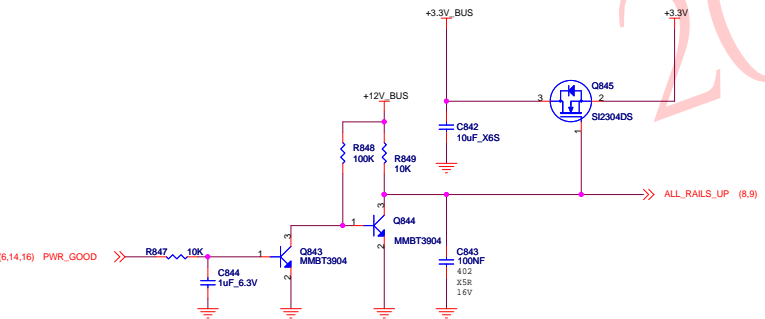 +3.3V_BUS
+3.3V
Q845
3
2
SI2304DS
1
+12V_BUS
C842
10uF_X6S
R848
100K
R849
10K
ALL_RAILS_UP (8,9)
3
1
Q844
2
MMBT3904
3
(6,14,16) PWR_GOOD
R847 10K
1
Q843
MMBT3904
2
C844
1uF_6.3V
C843
100NF
402
X5R
16V